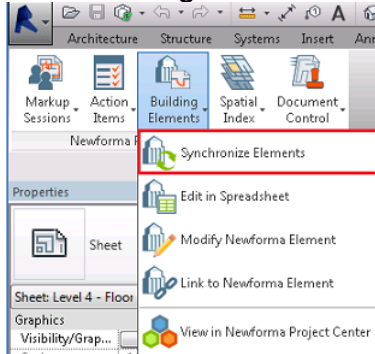 A
Architecture Structure Systems Insert Ann
Markup Sessions Action Items Building Elements Spatial Index Document Control
Newforma P
Synchronize Elements
Properties
Edit in Spreadsheet
Sheet
Modify Newforma Element
Link to Newforma Element
Sheet: Level 4 - Floor
Graphics
Visibility/Grap...
View in Newforma Project Center